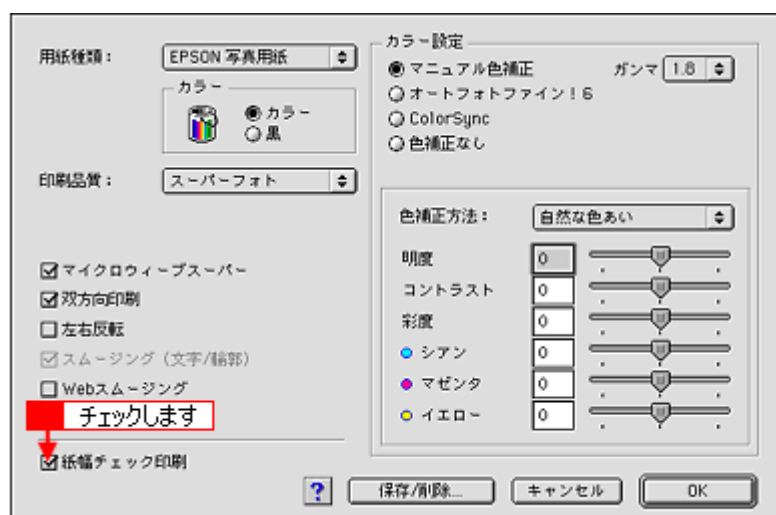 用紙種類:
EPSON 写真用紙
カラー
カラー
黒
印刷品質:
スーパーフォト
マイクロウィーブスーパー
双方向印刷
左右反転
スムージング (文字/輪郭)
Webスムージング
チェックします
紙幅チェック印刷
カラー設定
マニュアル色補正
ガンマ 1.8
オートフォトファイン!6
ColorSync
色補正なし
色補正方法:
自然な色あい
明度 0
コントラスト 0
彩度 0
シアン 0
マゼンタ 0
イエロー 0
?
保存/削除...
キャンセル
OK